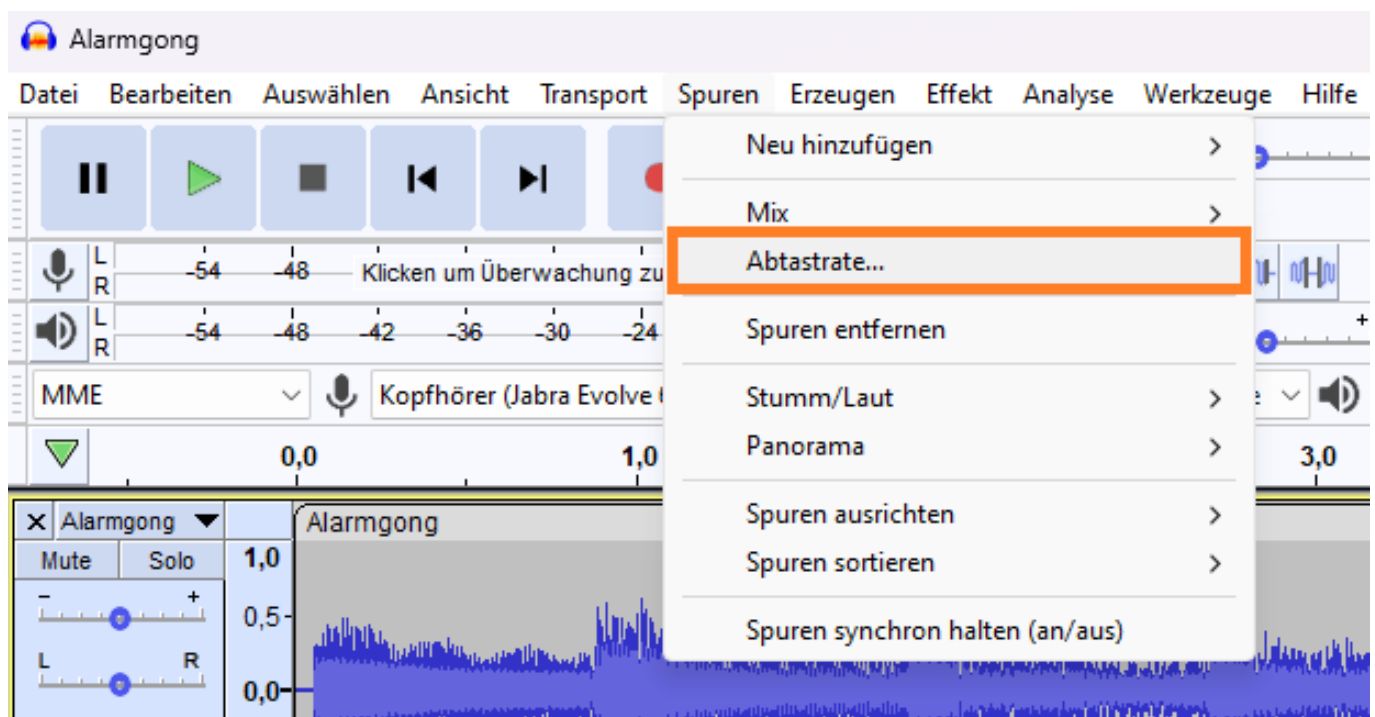 Alarmgong
Datei Bearbeiten Auswählen Ansicht Transport Spuren Erzeugen Effekt Analyse Werkzeuge Hilfe
Neu hinzufügen
Mix
Abtastrate...
Spuren entfernen
Stumm/Laut
Panorama
Spuren ausrichten
Spuren sortieren
Spuren synchron halten (an/aus)
L
R
-54 -48 Klicken um Überwachung zu
L
R
-54 -48 -42 -36 -30 -24
+
MME Kopfhörer (Jabra Evolve
0,0 1,0 3,0
Alarmgong Alarmgong
Mute Solo 1,0
- + 0,5
L R
0,0